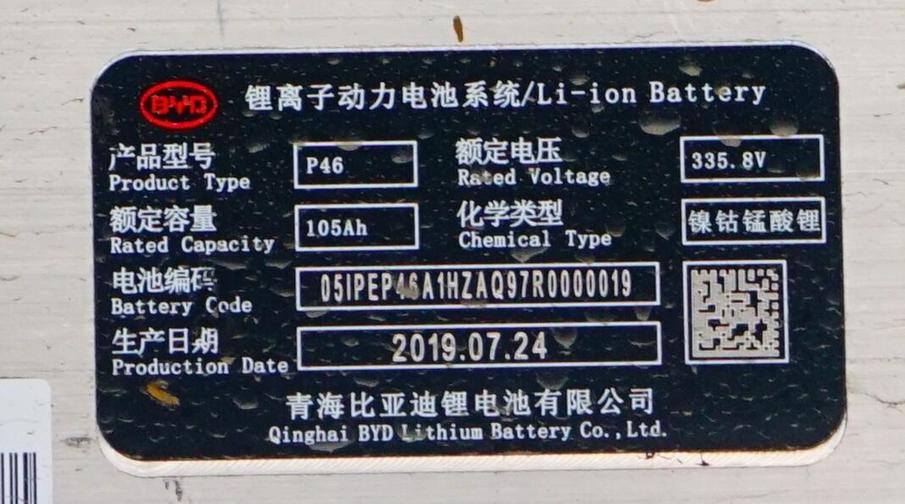 BYD 锂离子动力电池系统/Li-ion Battery
产品型号 P46 额定电压 335.8V
Product Type Rated Voltage
额定容量 105Ah 化学类型 镍钴锰酸锂
Rated Capacity Chemical Type
电池编码 05IPEP46A1HZAQ97R0000019
Battery Code
生产日期 2019.07.24
Production Date
青海比亚迪锂电池有限公司
Qinghai BYD Lithium Battery Co.,Ltd.